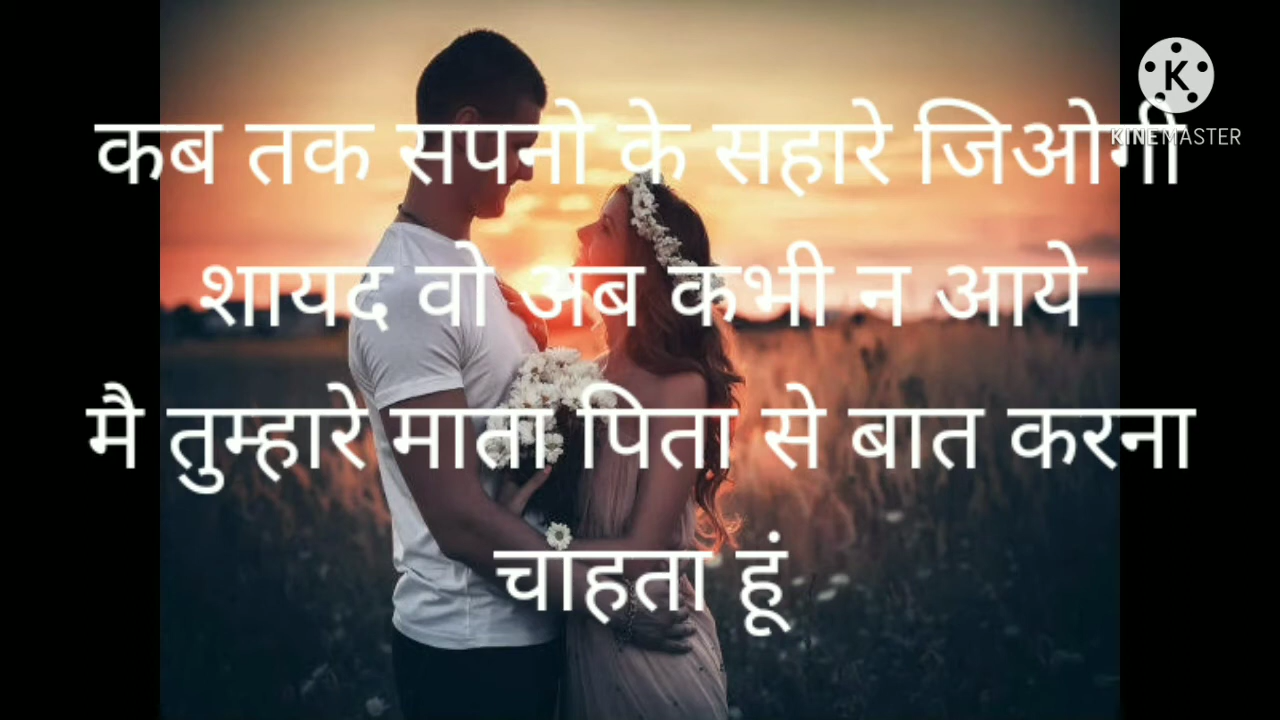 कब तक सपनो के सहारे जिओगी
शायद वो अब कभी न आये
मै तुम्हारे माता पिता से बात करना
चाहता हूं
K
KINEMASTER